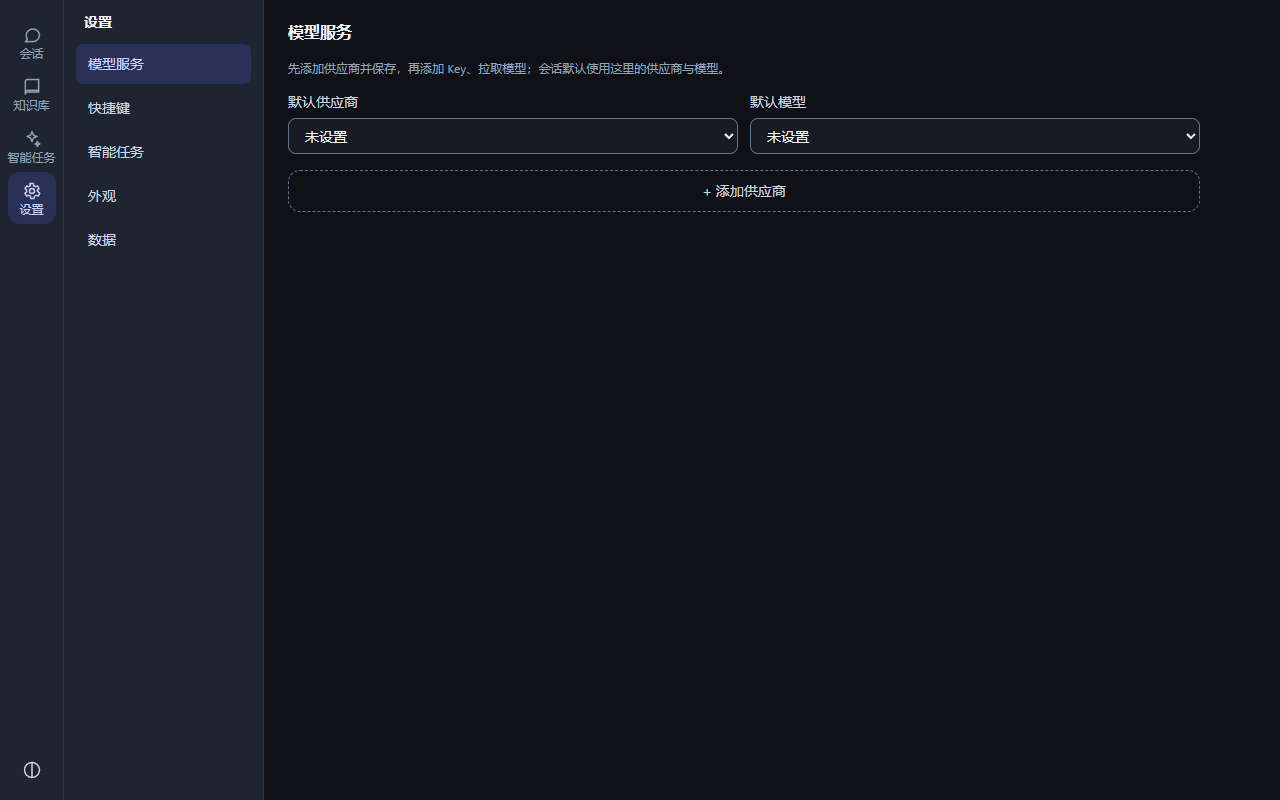 会话
知识库
智能任务
设置
设置
模型服务
快捷键
智能任务
外观
数据
模型服务
先添加供应商并保存，再添加 Key、拉取模型；会话默认使用这里的供应商与模型。
默认供应商
默认模型
未设置
未设置
+ 添加供应商